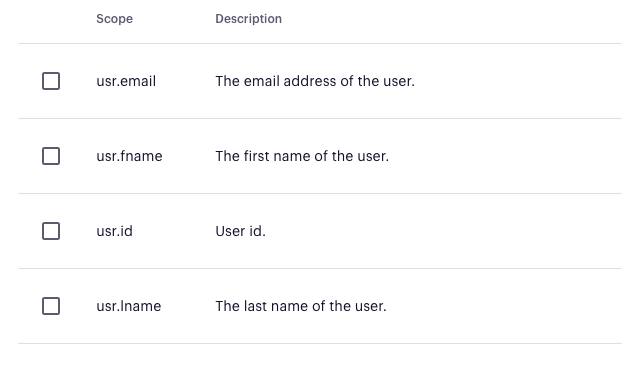 Scope Description
usr.email The email address of the user.
usr.fname The first name of the user.
usr.id User id.
usr.lname The last name of the user.